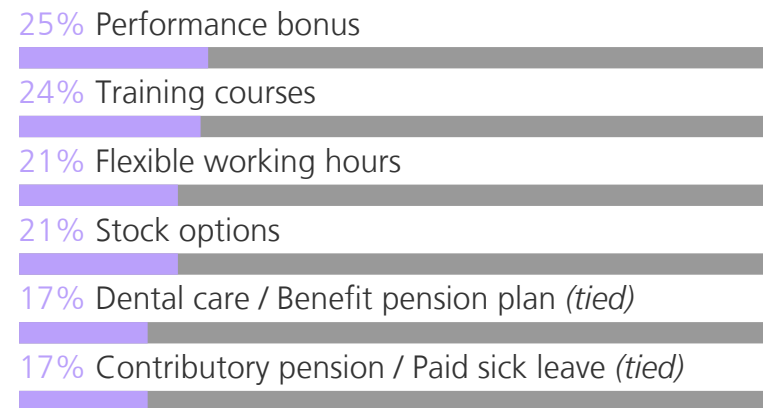 25% Performance bonus
24% Training courses
21% Flexible working hours
21% Stock options
17% Dental care / Benefit pension plan (tied)
17% Contributory pension / Paid sick leave (tied)